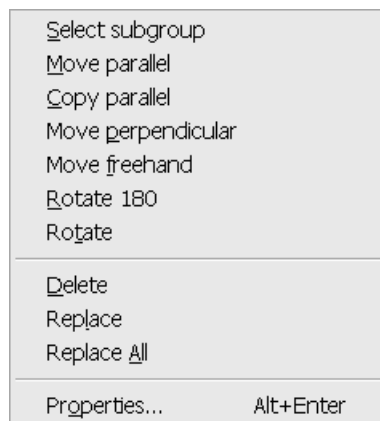 Select subgroup
Move parallel
Copy parallel
Move perpendicular
Move freehand
Rotate 180
Rotate
Delete
Replace
Replace All
Properties... Alt+Enter